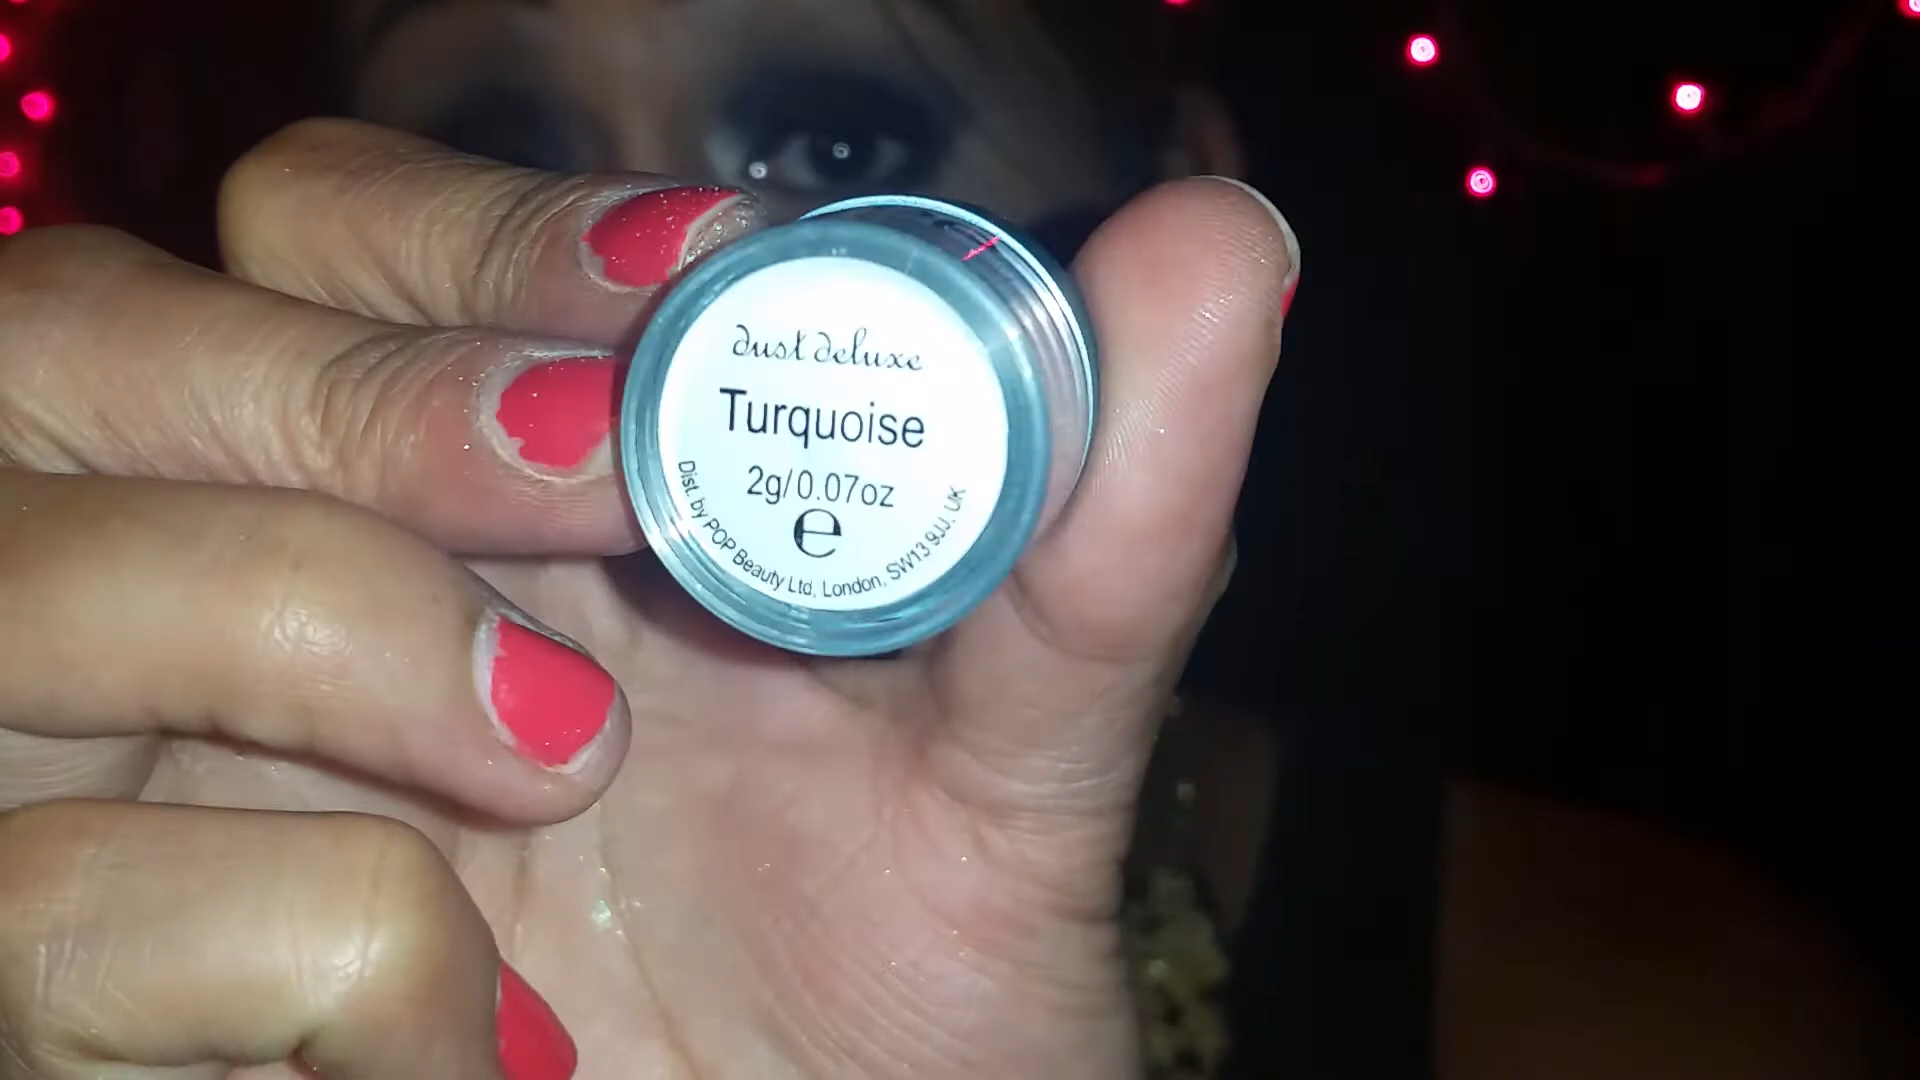 dust deluxe
Turquoise
2g/0.07oz
e
Dist. by POP Beauty Ltd, London, SW13 9JJ, UK